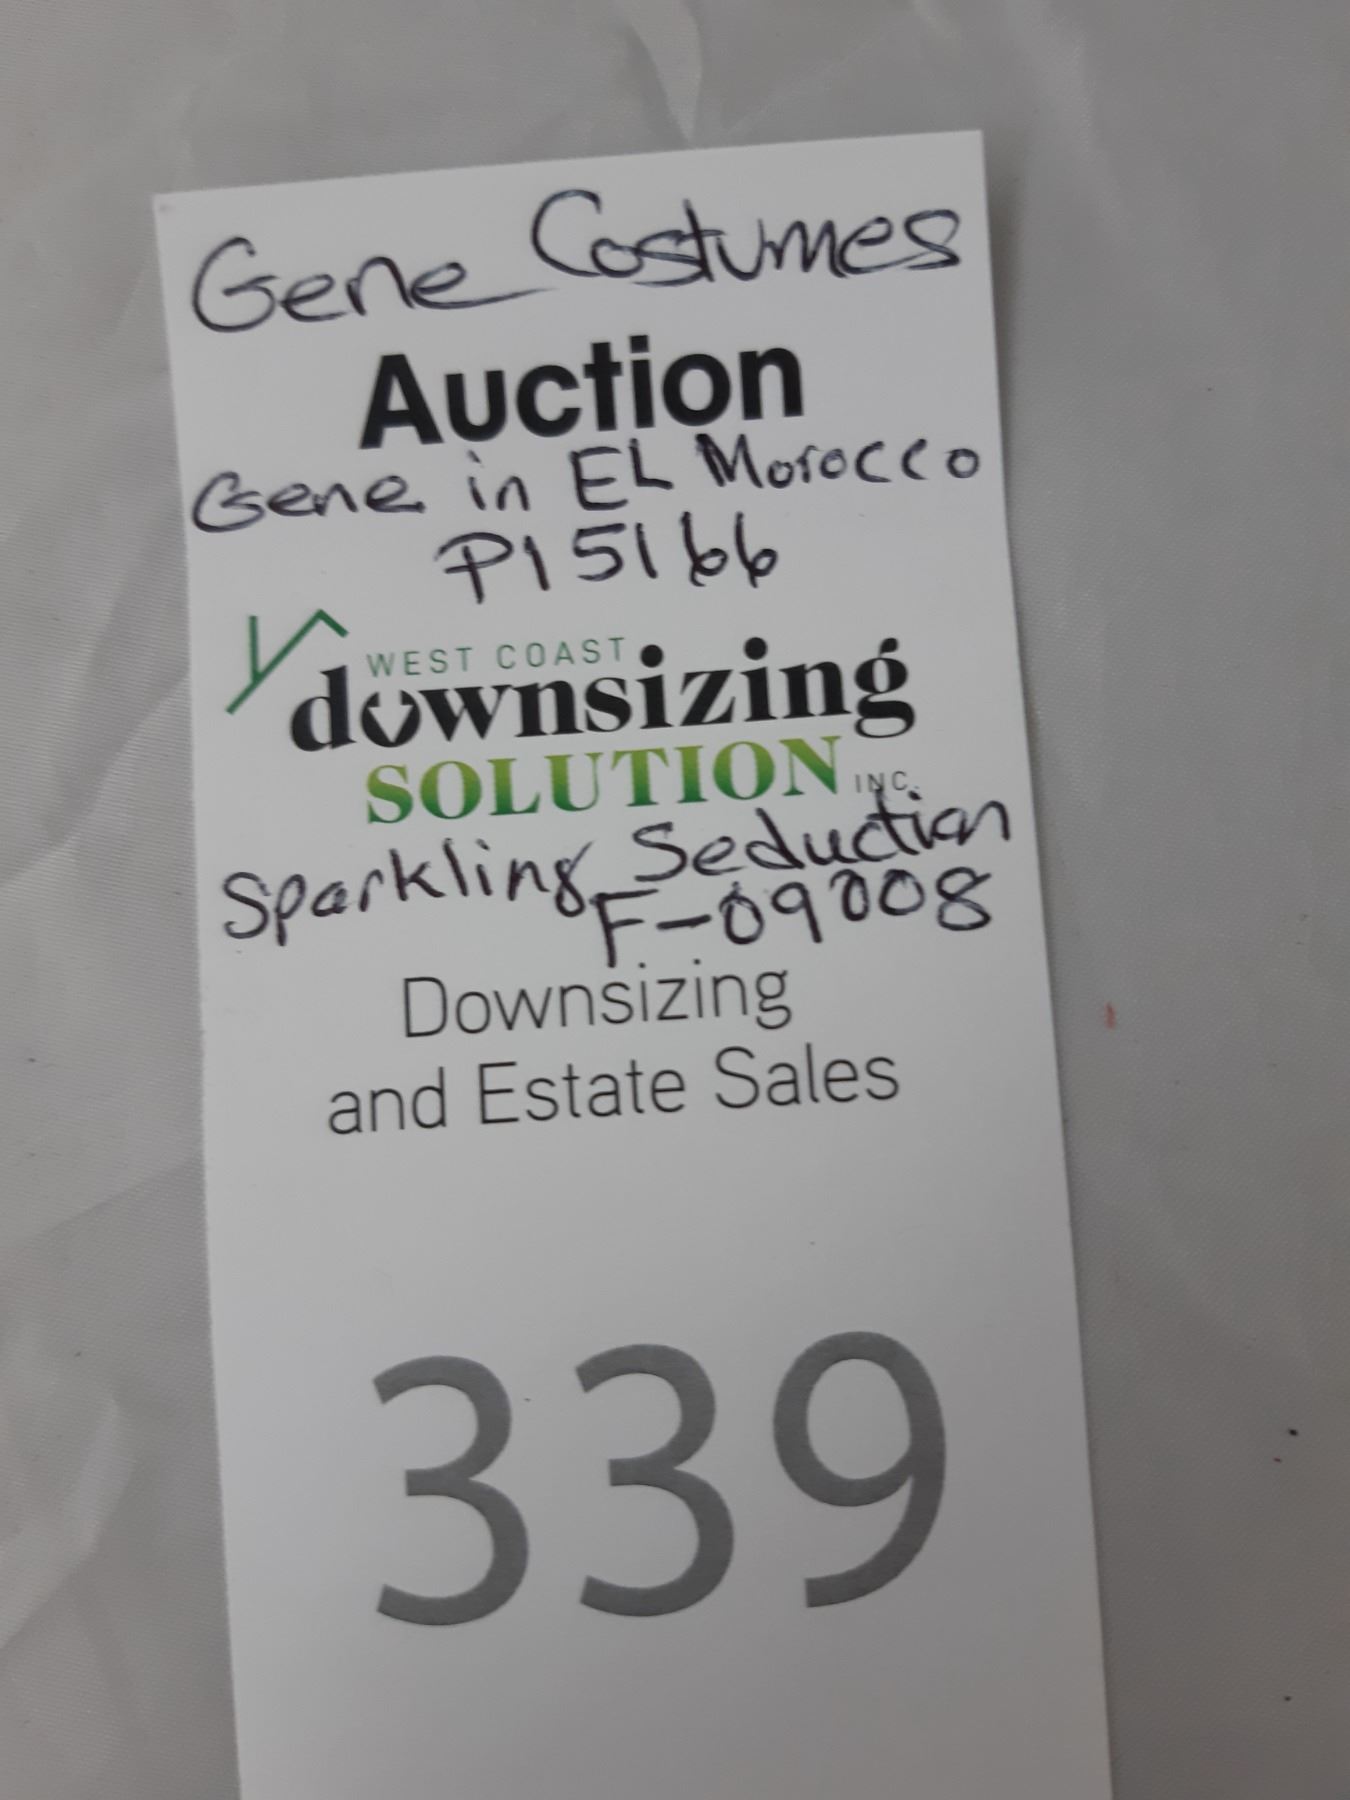 Gene Costumes
Auction
Gene in EL Morocco
P15166
WEST COAST
downsizing
SOLUTION INC.
Sparkling Seduction
F-09008
Downsizing
and Estate Sales
339